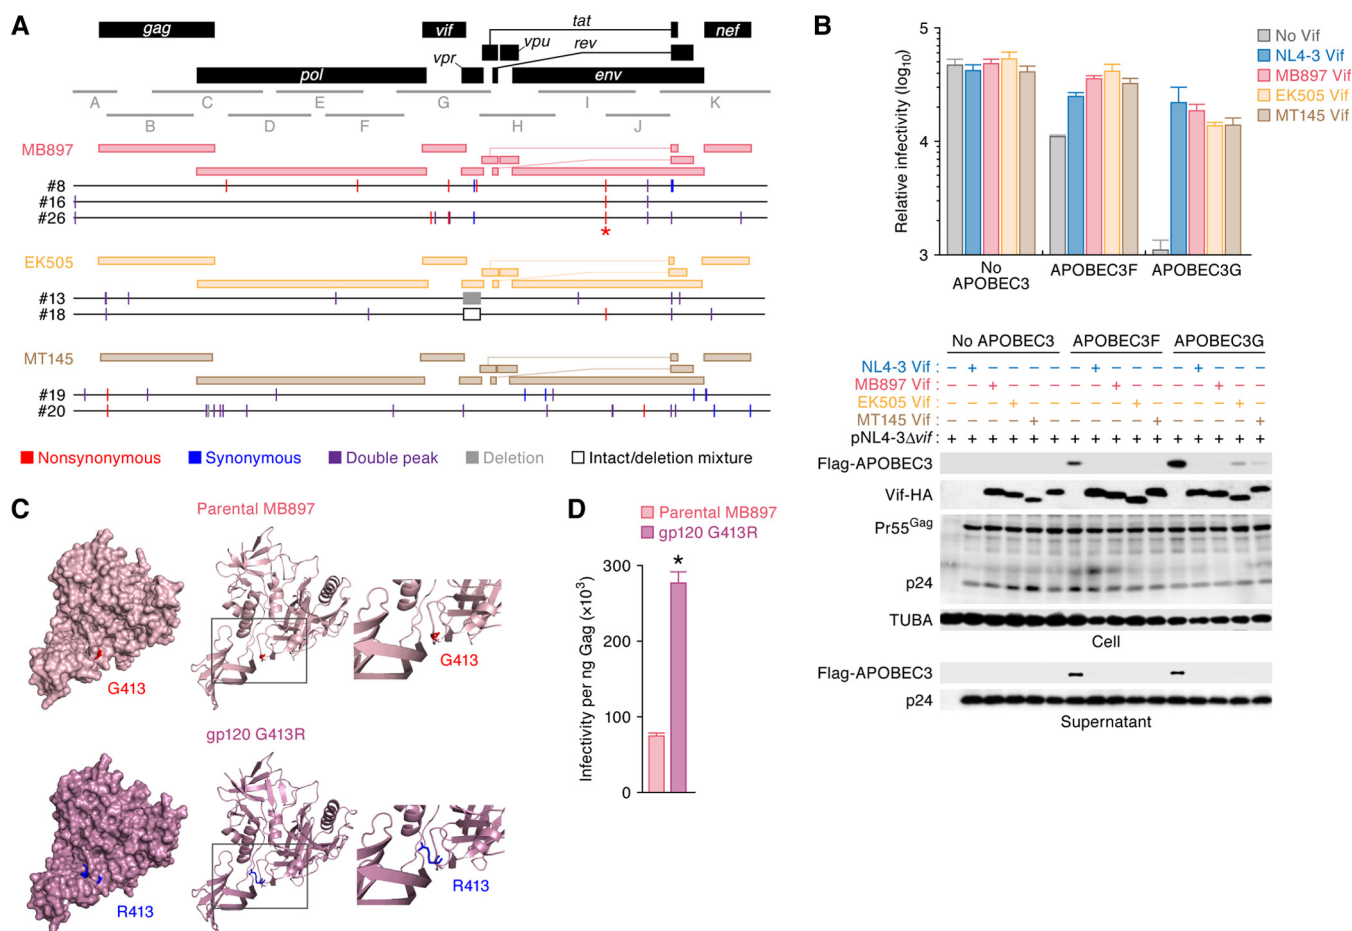 A
gag
vif
tat
nef
vpr
vpu
rev
pol
env
A C E G I K
B D F H J
MB897
#8
#16
#26
*
EK505
#13
#18
MT145
#19
#20
Nonsynonymous Synonymous Double peak Deletion Intact/deletion mixture
B
Relative infectivity (log10)
5
4
3
No APOBEC3
APOBEC3F
APOBEC3G
No Vif
NL4-3 Vif
MB897 Vif
EK505 Vif
MT145 Vif
No APOBEC3 APOBEC3F APOBEC3G
NL4-3 Vif : – + – – – – – + – – – – + – – –
MB897 Vif : – – + – – – – – + – – – – + – –
EK505 Vif : – – – + – – – – – + – – – – + –
MT145 Vif : – – – – + – – – – – + – – – – +
pNL4-3Δvif : + + + + + + + + + + + + + + + +
Flag-APOBEC3
Vif-HA
Pr55Gag
p24
TUBA
Cell
Flag-APOBEC3
p24
Supernatant
C
Parental MB897
G413
G413
gp120 G413R
R413
R413
D
Parental MB897
gp120 G413R
Infectivity per ng Gag (×10³)
300
200
100
0
*